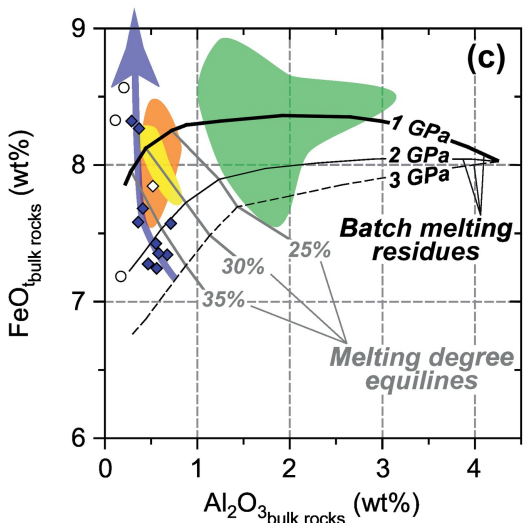 (c)
9
8
7
6
FeOt bulk rocks (wt%)
1 GPa
2 GPa
3 GPa
Batch melting
residues
25%
30%
35%
Melting degree
equilines
0 1 2 3 4
Al2O3 bulk rocks (wt%)